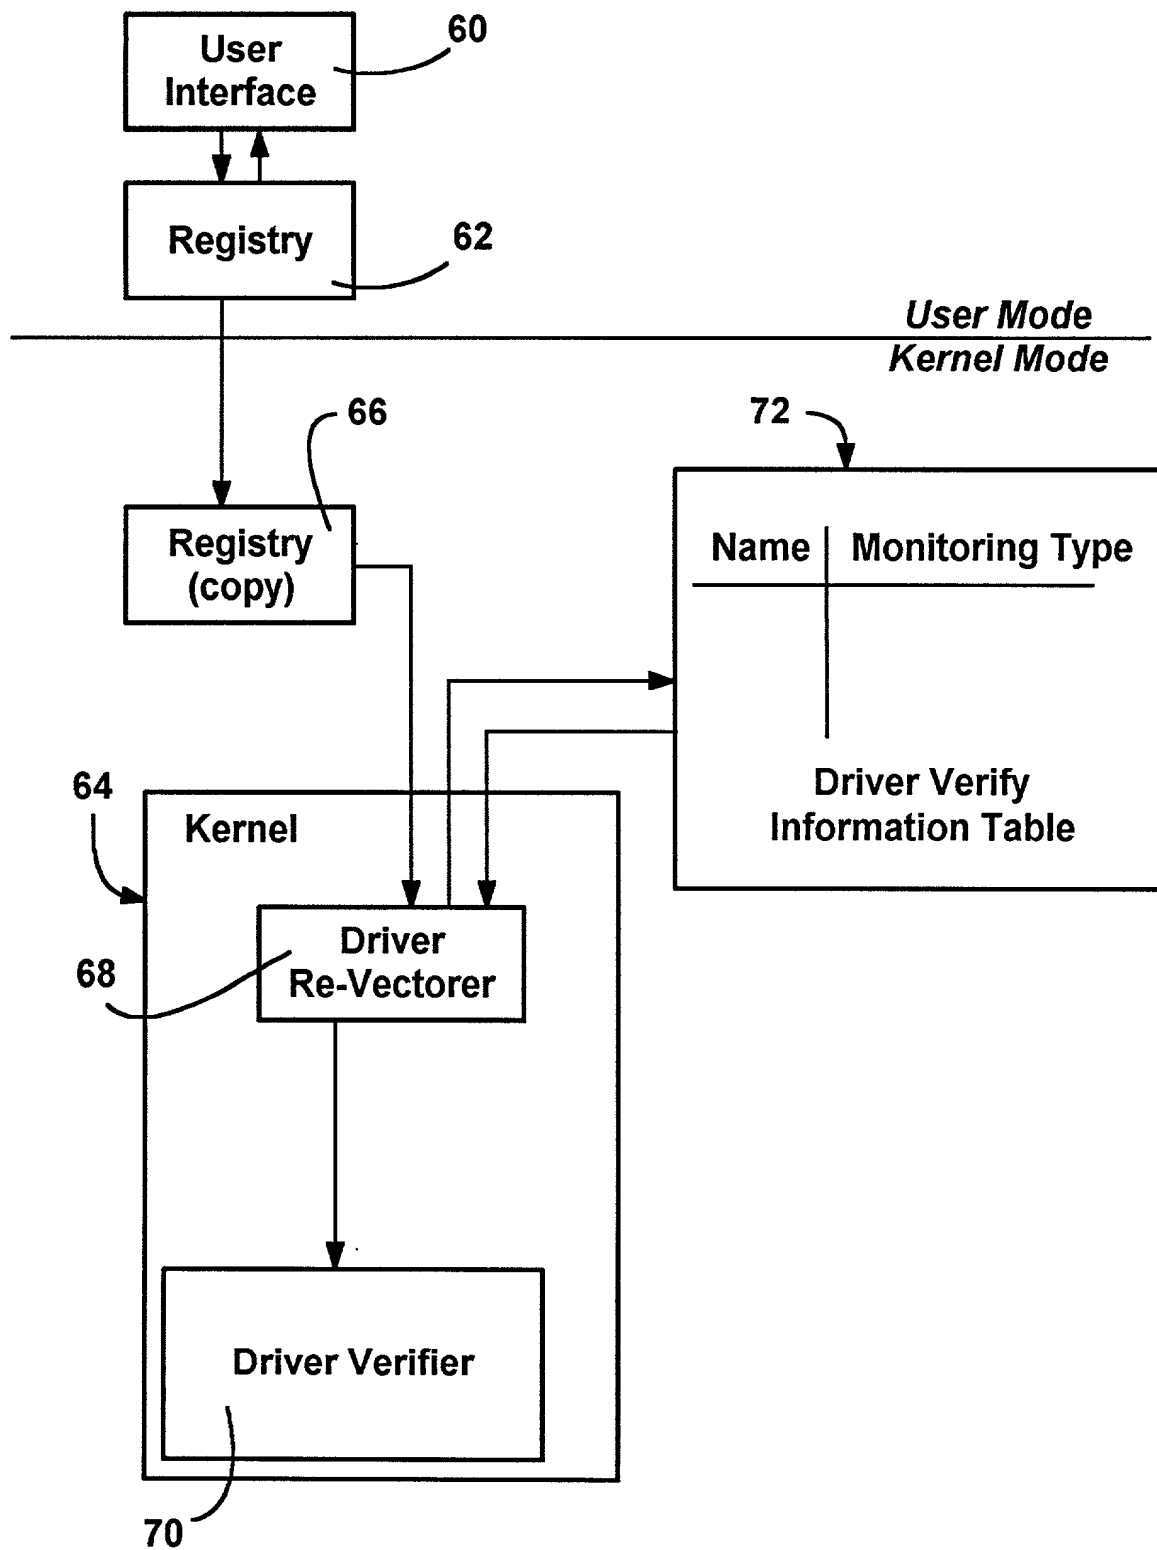 60
User
Interface
Registry
62
User Mode
Kernel Mode
66
72
Registry
(copy)
Name
Monitoring Type
Driver Verify
Information Table
64
Kernel
68
Driver
Re-Vectorer
Driver Verifier
70